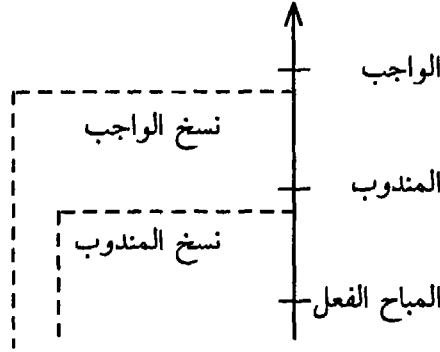 الواجب
نسخ الواجب
المندوب
نسخ المندوب
المباح الفعل